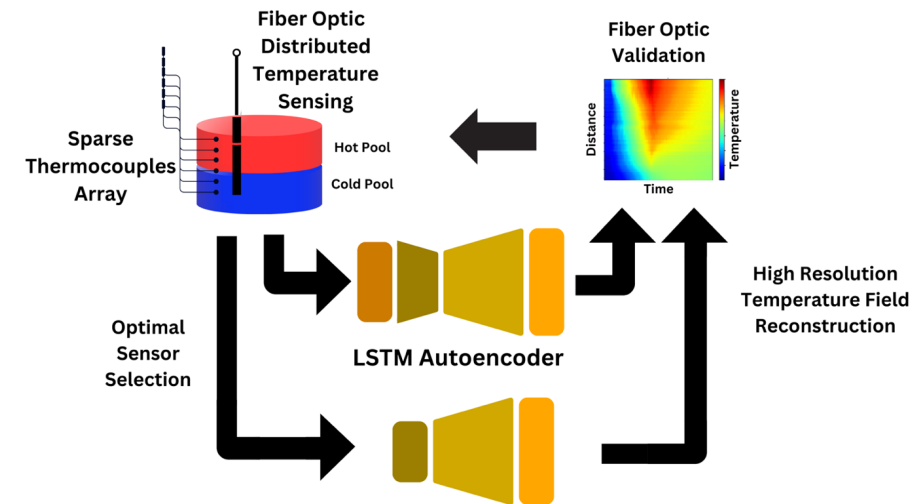 Fiber Optic
Distributed
Temperature
Sensing
Sparse
Thermocouples
Array
Hot Pool
Cold Pool
Fiber Optic
Validation
Distance
Time
Temperature
Optimal
Sensor
Selection
LSTM Autoencoder
High Resolution
Temperature Field
Reconstruction